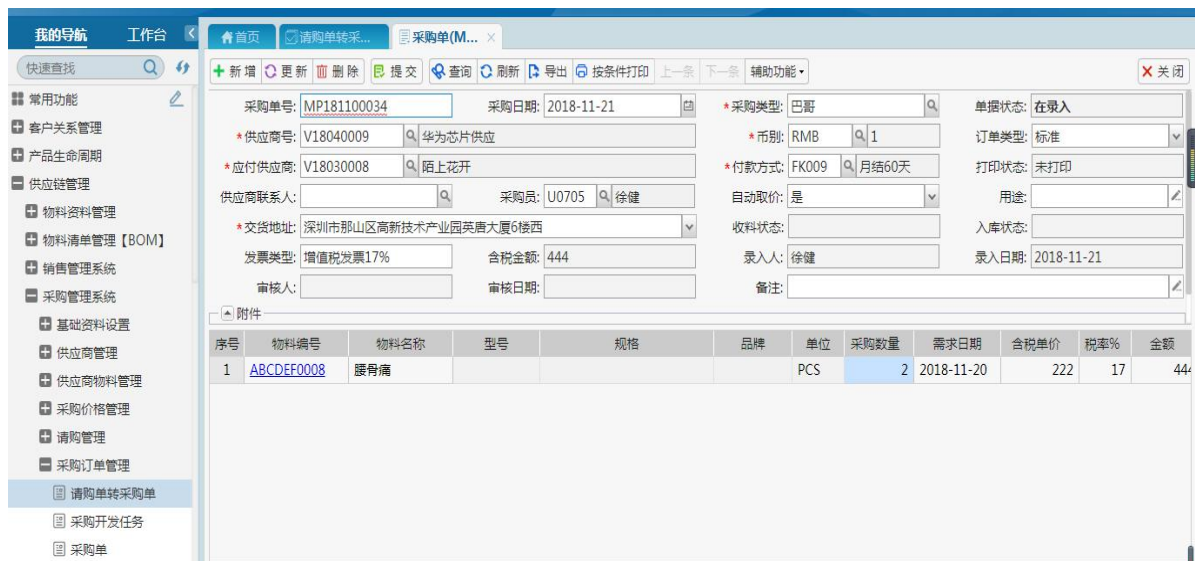 我的导航 工作台
首页 请购单转采... 采购单(M...
快速查找
新增 更新 删除 提交 查询 刷新 导出 按条件打印 上一条 下一条 辅助功能 关闭
常用功能
客户关系管理
产品生命周期
供应链管理
物料资料管理
物料清单管理【BOM】
销售管理系统
采购管理系统
基础资料设置
供应商管理
供应商物料管理
采购价格管理
请购管理
采购订单管理
请购单转采购单
采购开发任务
采购单
采购单号: MP181100034 采购日期: 2018-11-21 *采购类型: 巴哥 单据状态: 在录入
*供应商号: V18040009 华为芯片供应 *币别: RMB 1 订单类型: 标准
*应付供应商: V18030008 陌上花开 *付款方式: FK009 月结60天 打印状态: 未打印
供应商联系人: 采购员: U0705 徐健 自动取价: 是 用途:
*交货地址: 深圳市那山区高新技术产业园英唐大厦6楼西 收料状态: 入库状态:
发票类型: 增值税发票17% 含税金额: 444 录入人: 徐健 录入日期: 2018-11-21
审核人: 审核日期: 备注:
附件
序号 物料编号 物料名称 型号 规格 品牌 单位 采购数量 需求日期 含税单价 税率% 金额
1 ABCDEF0008 腰骨痛 PCS 2 2018-11-20 222 17 444